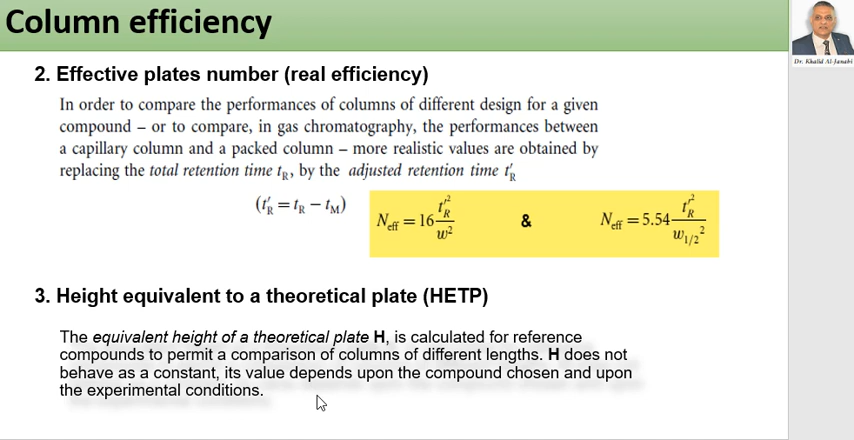 Column efficiency
Dr. Khalid Al-Janabi
2. Effective plates number (real efficiency)
In order to compare the performances of columns of different design for a given
compound – or to compare, in gas chromatography, the performances between
a capillary column and a packed column – more realistic values are obtained by
replacing the total retention time tR, by the adjusted retention time t′R
(t′R = tR − tM)
Neff = 16 t′R² / w² & Neff = 5.54 t′R² / w1/2²
3. Height equivalent to a theoretical plate (HETP)
The equivalent height of a theoretical plate H, is calculated for reference
compounds to permit a comparison of columns of different lengths. H does not
behave as a constant, its value depends upon the compound chosen and upon
the experimental conditions.